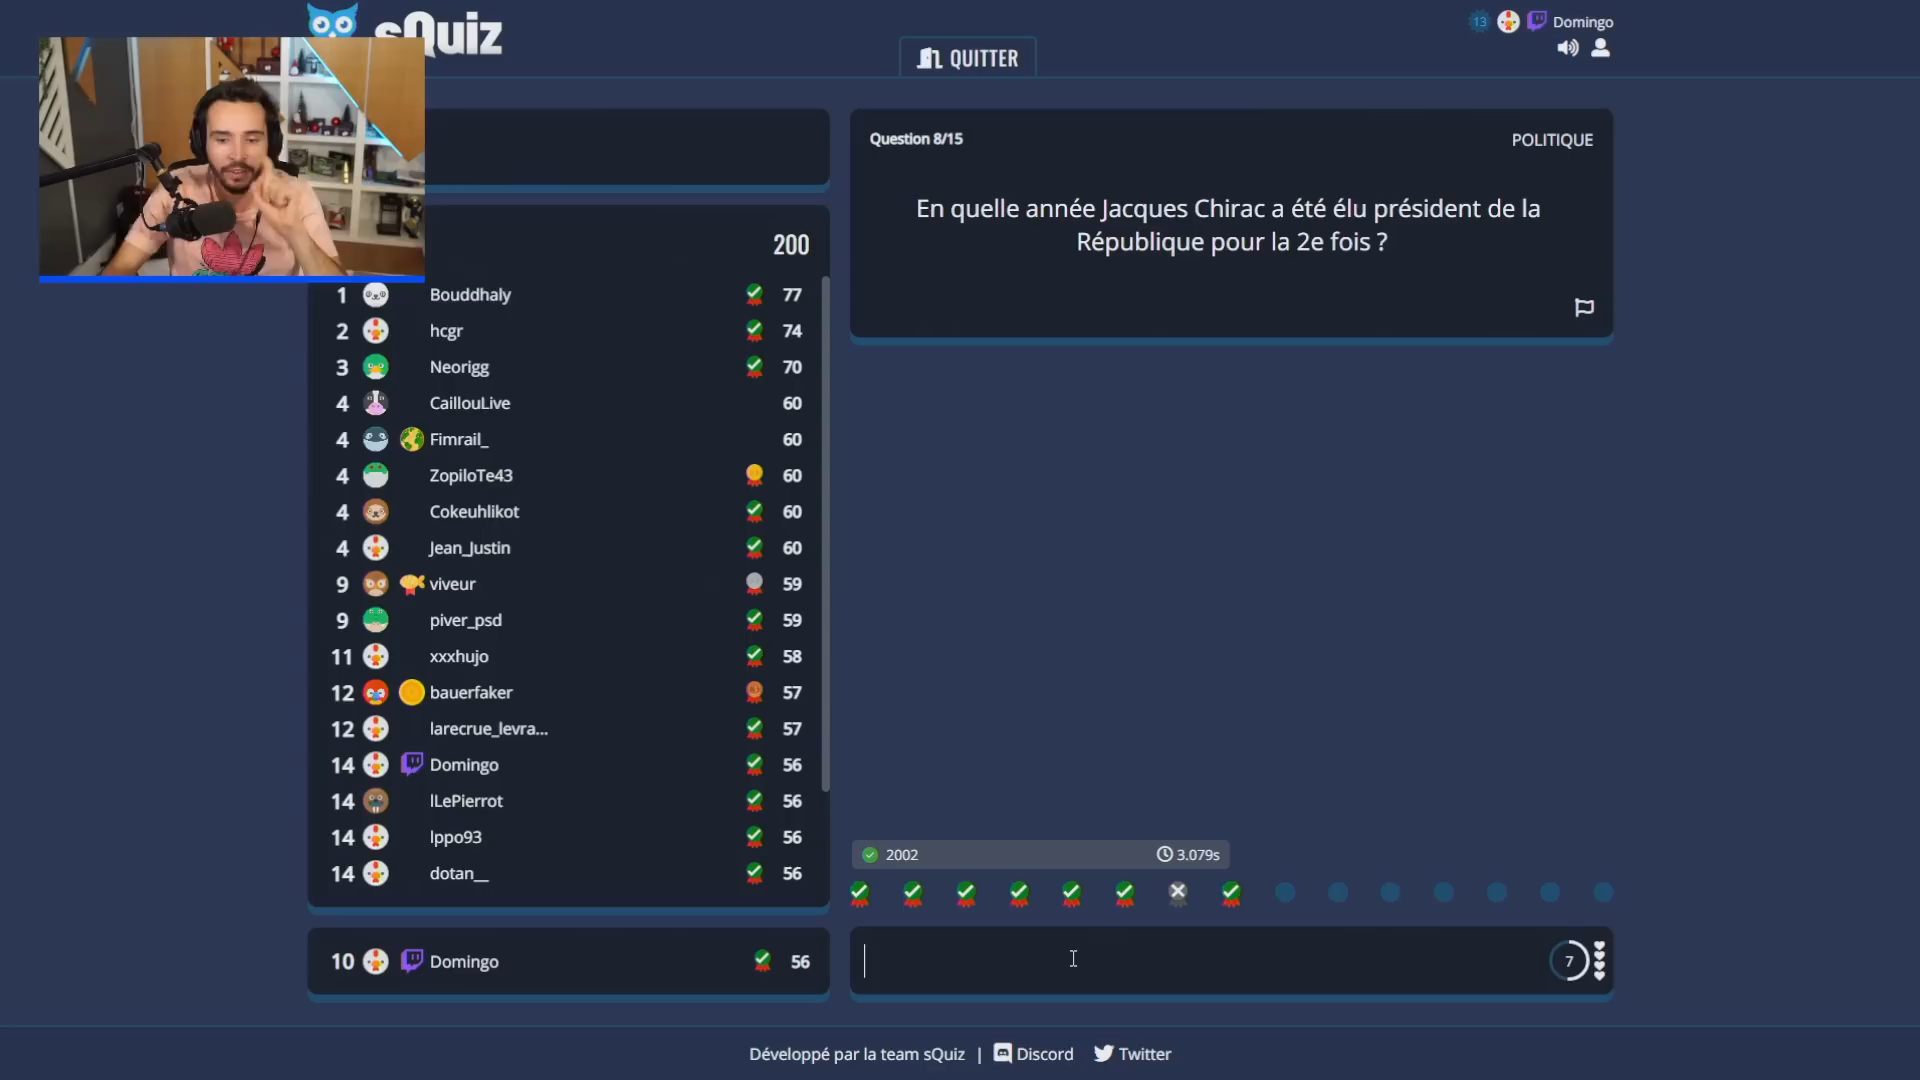 sQuiz
QUITTER
13 Domingo
Question 8/15
POLITIQUE
En quelle année Jacques Chirac a été élu président de la
République pour la 2e fois ?
200
1 Bouddhaly 77
2 hcgr 74
3 Neorigg 70
4 CaillouLive 60
4 Fimrail_ 60
4 ZopiloTe43 60
4 Cokeuhlikot 60
4 Jean_Justin 60
9 viveur 59
9 piver_psd 59
11 xxxhujo 58
12 bauerfaker 57
12 larecrue_levra... 57
14 Domingo 56
14 lLePierrot 56
14 lppo93 56
14 dotan__ 56
10 Domingo 56
2002 3.079s
7
Développé par la team sQuiz | Discord Twitter